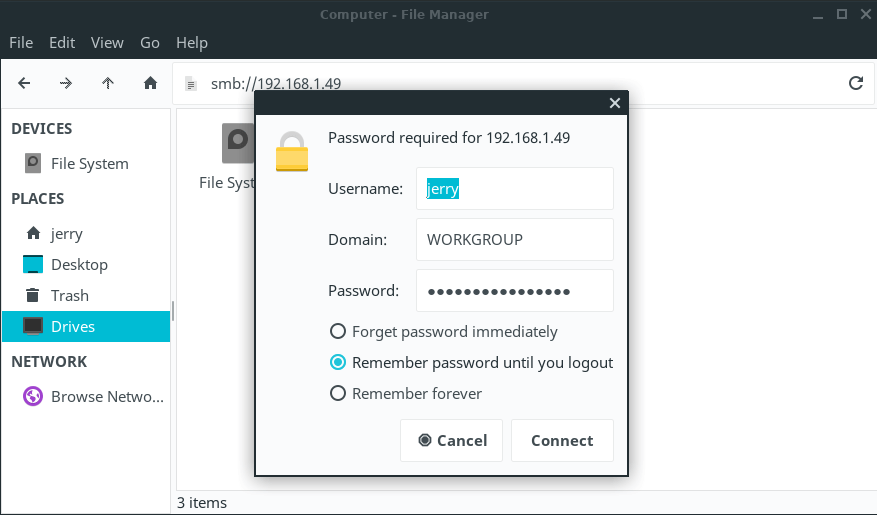 Computer - File Manager
File Edit View Go Help
smb://192.168.1.49
DEVICES
File System
PLACES
jerry
Desktop
Trash
Drives
NETWORK
Browse Netwo...
File Syst
Password required for 192.168.1.49
Username: jerry
Domain: WORKGROUP
Password: ●●●●●●●●●●●●●●●●
Forget password immediately
Remember password until you logout
Remember forever
Cancel Connect
3 items